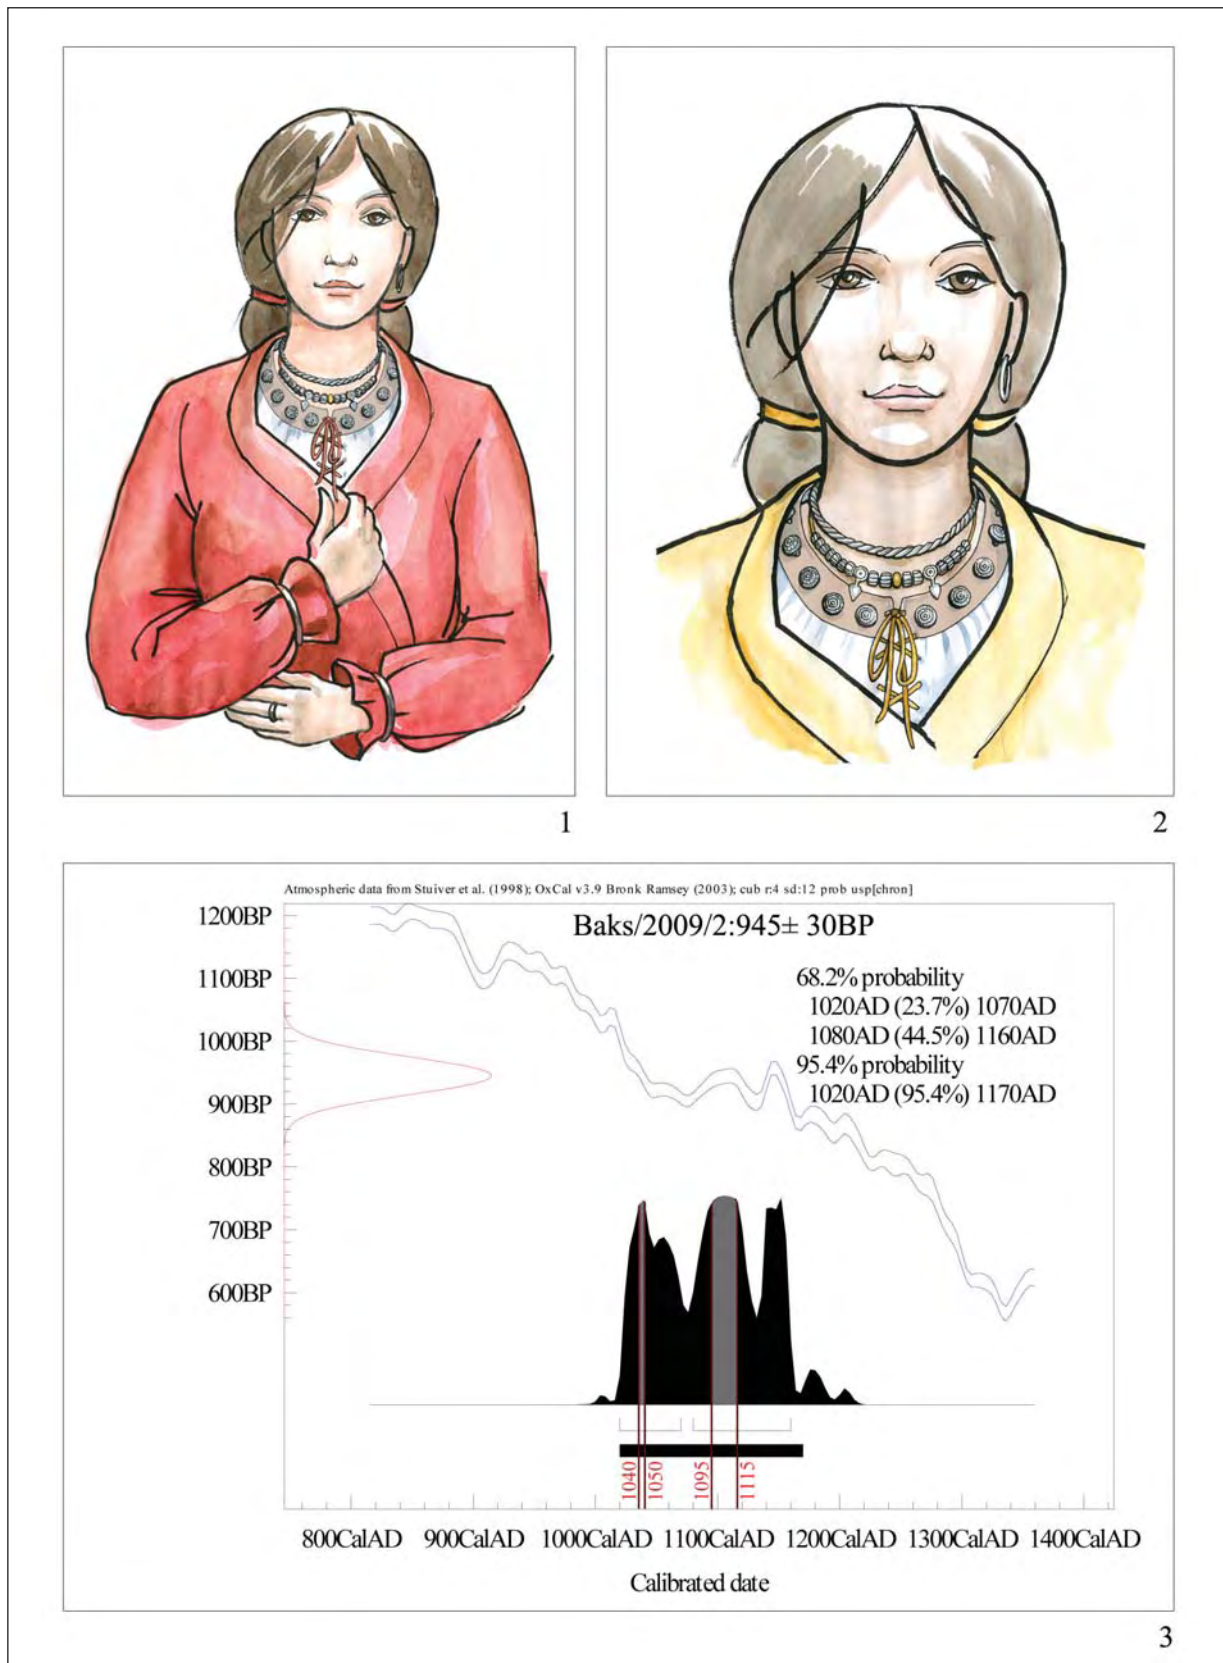 1
2
Atmospheric data from Stuiver et al. (1998); OxCal v3.9 Bronk Ramsey (2003); cub r:4 sd:12 prob usp[chron]
Baks/2009/2:945± 30BP
68.2% probability
1020AD (23.7%) 1070AD
1080AD (44.5%) 1160AD
95.4% probability
1020AD (95.4%) 1170AD
1200BP
1100BP
1000BP
900BP
800BP
700BP
600BP
1040
1050
1095
1115
800CalAD 900CalAD 1000CalAD 1100CalAD 1200CalAD 1300CalAD 1400CalAD
Calibrated date
3